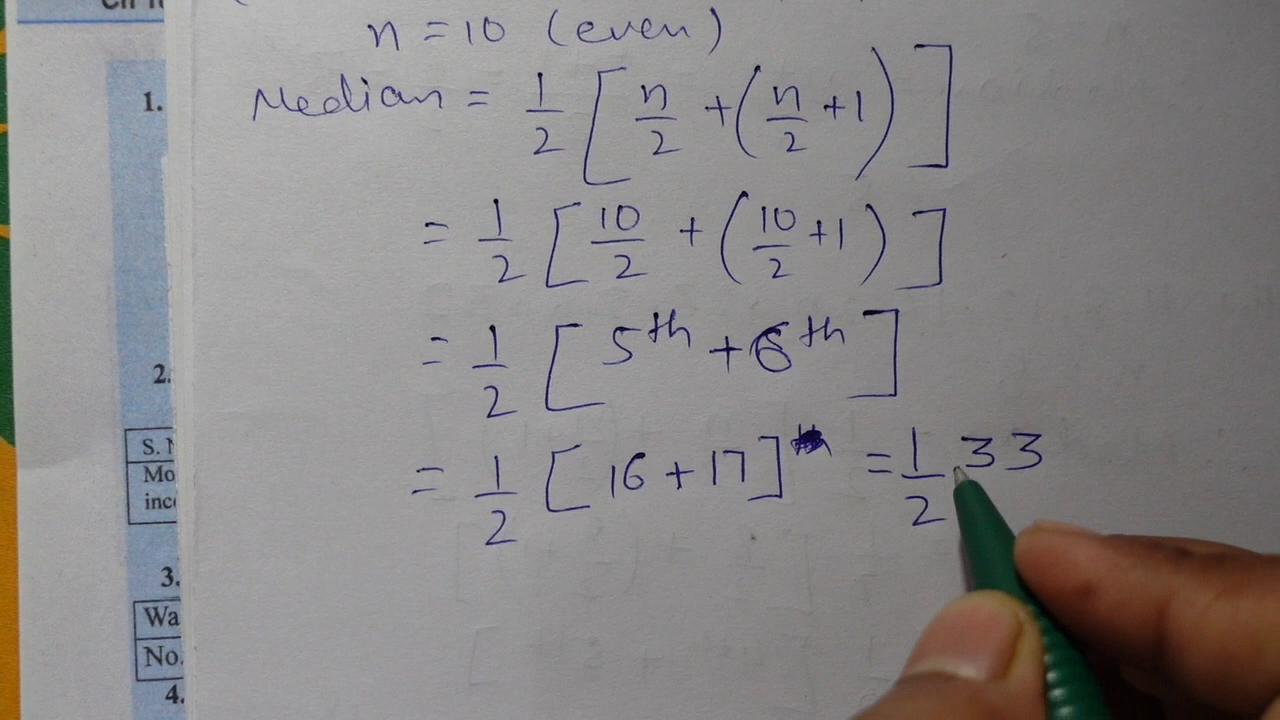 n = 10 (even)
1.
Median = 1/2 [ n/2 + ( n/2 + 1 ) ]
= 1/2 [ 10/2 + ( 10/2 + 1 ) ]
= 1/2 [ 5th + 6th ]
2.
S. N
= 1/2 [ 16 + 17 ] = 1/2 33
Mo
inc
3.
Wa
No.
4.